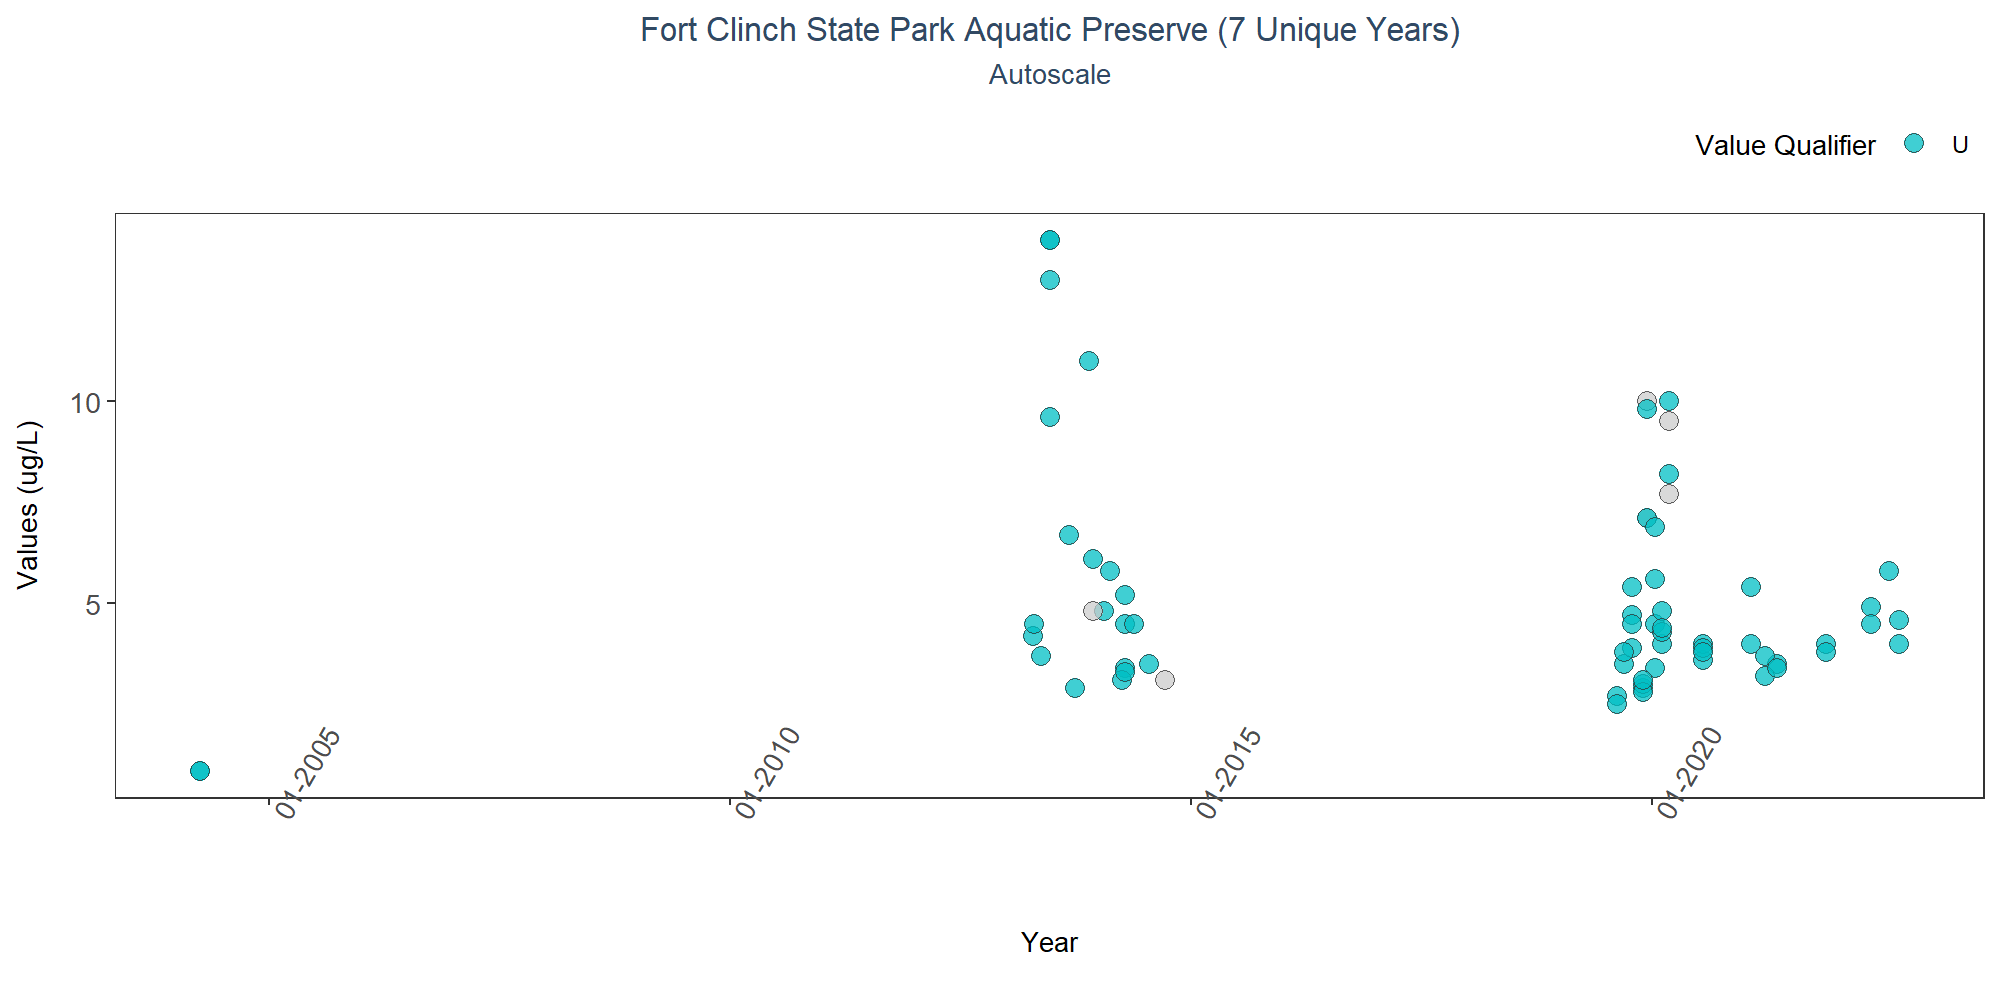 Fort Clinch State Park Aquatic Preserve (7 Unique Years)
Autoscale
Value Qualifier U
Values (ug/L)
10
5
01-2005
01-2010
01-2015
01-2020
Year